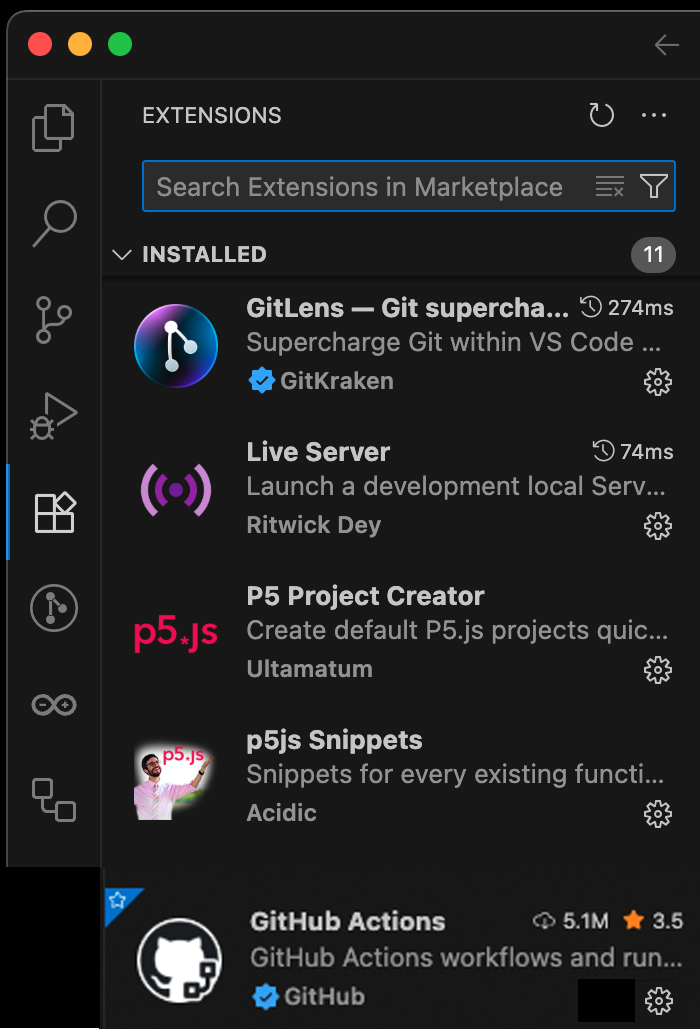 EXTENSIONS
Search Extensions in Marketplace
INSTALLED 11
GitLens — Git supercha... 274ms
Supercharge Git within VS Code ...
GitKraken
Live Server 74ms
Launch a development local Serv...
Ritwick Dey
p5.js
P5 Project Creator
Create default P5.js projects quic...
Ultamatum
p5.js
p5js Snippets
Snippets for every existing functi...
Acidic
GitHub Actions 5.1M 3.5
GitHub Actions workflows and run...
GitHub